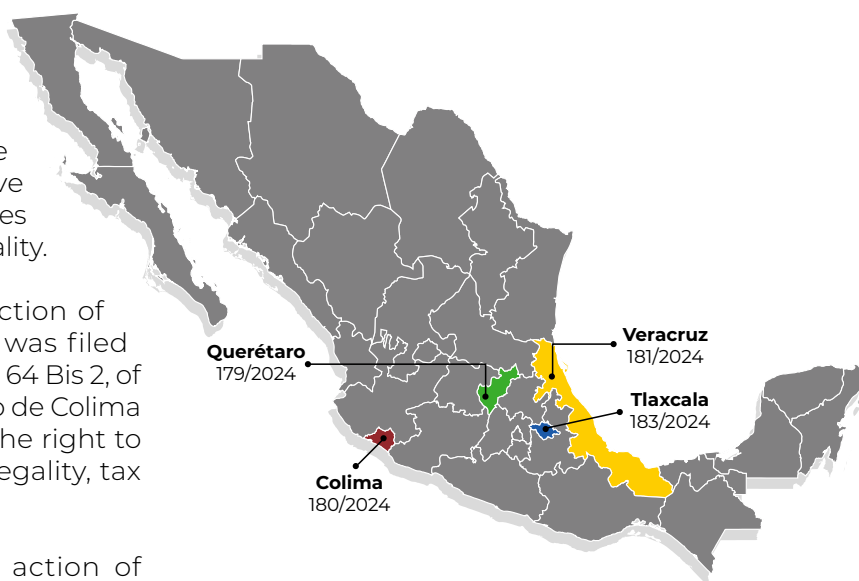 e
ve
es
ality.
ction of
was filed
64 Bis 2, of
o de Colima
he right to
egality, tax
action of
Querétaro
179/2024
Veracruz
181/2024
Tlaxcala
183/2024
Colima
180/2024